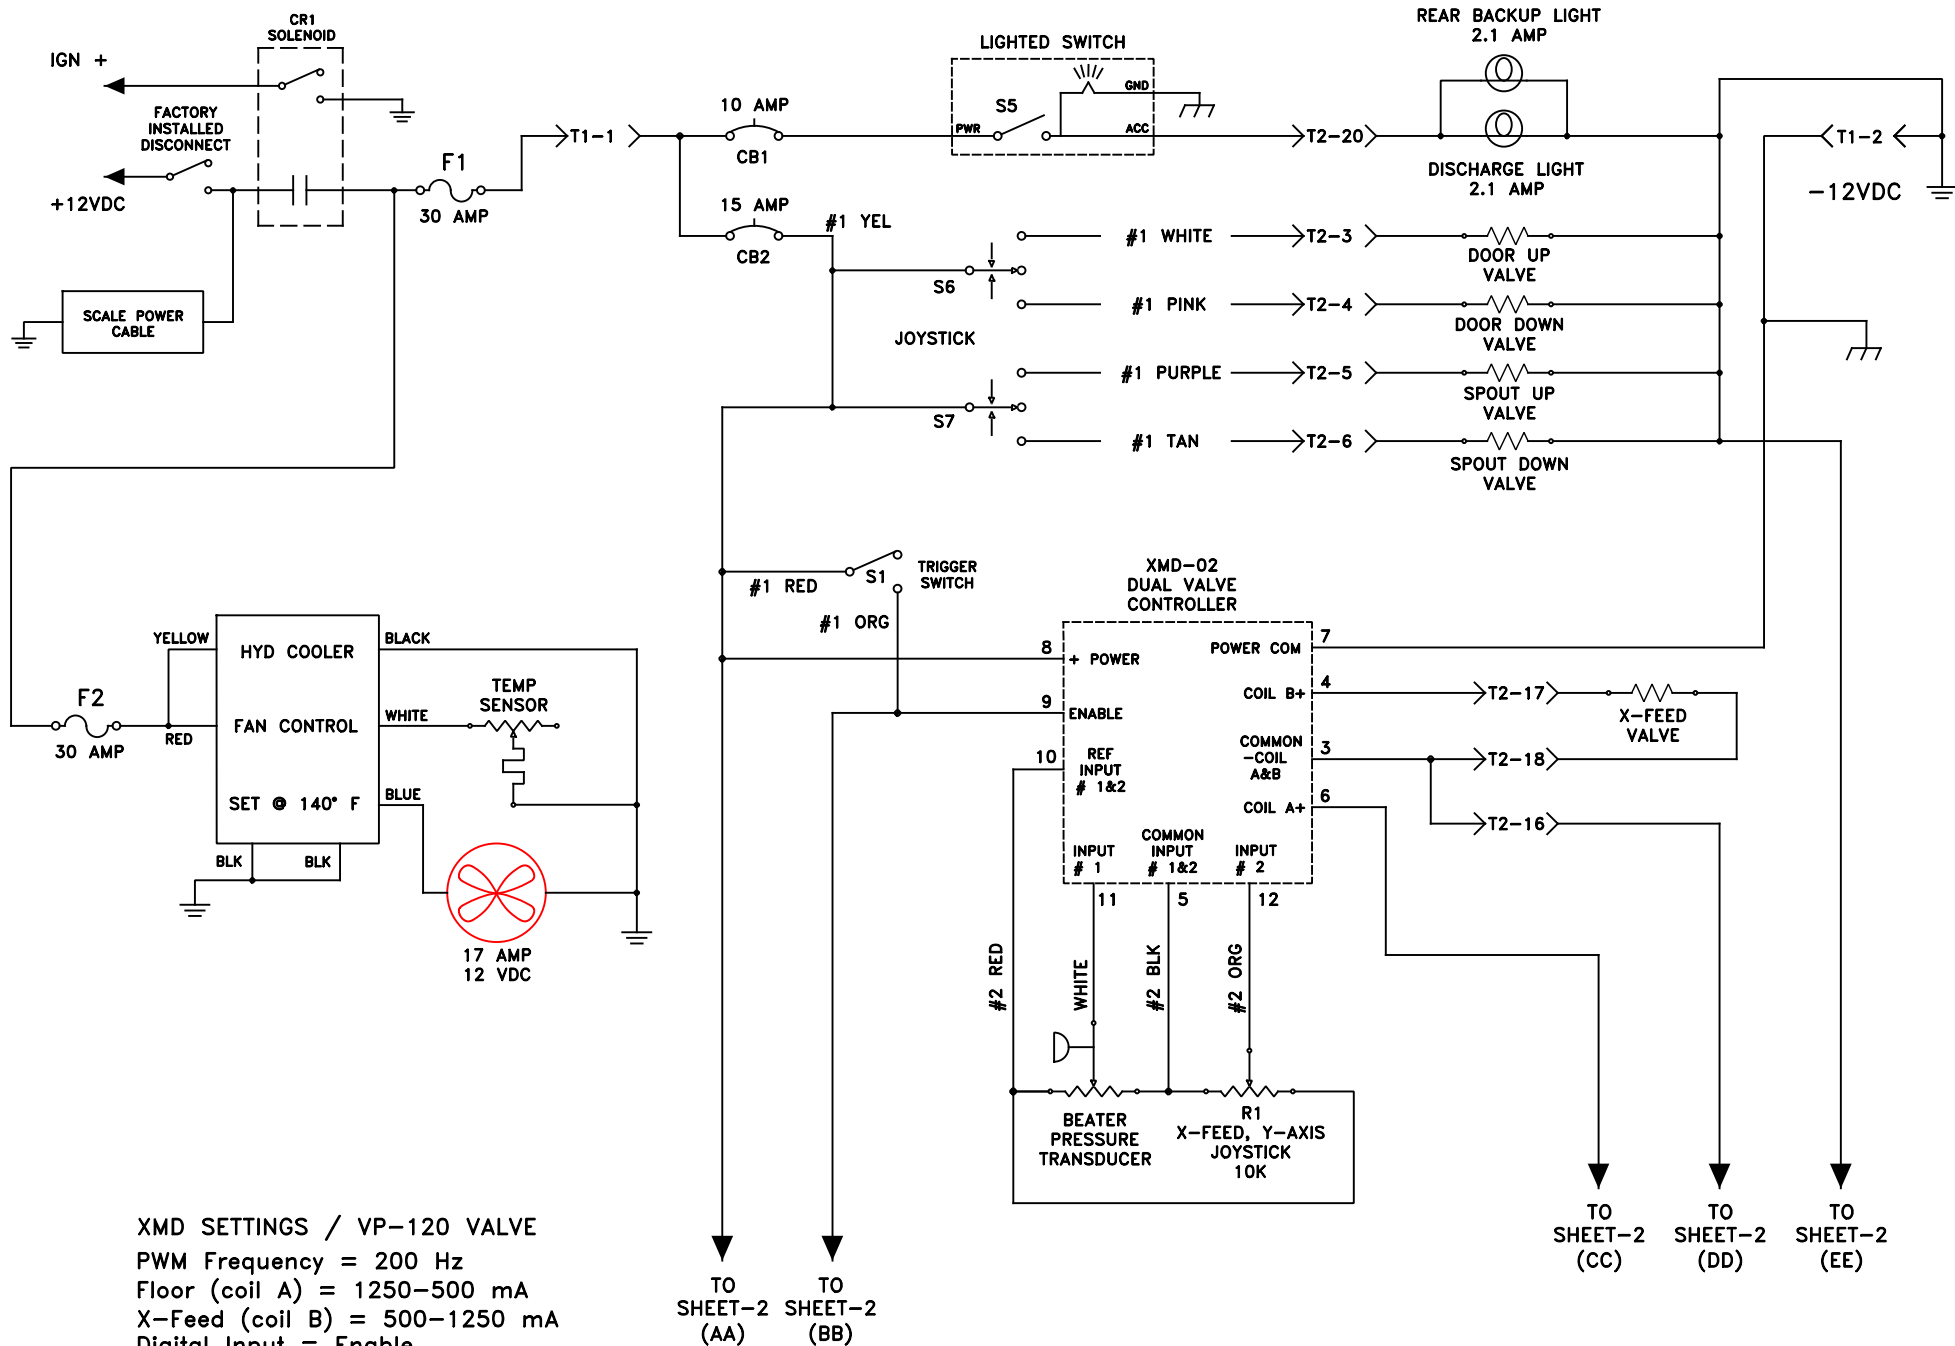 CR1
SOLENOID
IGN +
FACTORY
INSTALLED
DISCONNECT
+12VDC
F1
30 AMP
SCALE POWER
CABLE
T1-1
10 AMP
CB1
15 AMP
CB2
#1 YEL
LIGHTED SWITCH
S5
PWR
GND
ACC
T2-20
REAR BACKUP LIGHT
2.1 AMP
DISCHARGE LIGHT
2.1 AMP
T1-2
-12VDC
S6
JOYSTICK
S7
#1 WHITE
T2-3
DOOR UP
VALVE
#1 PINK
T2-4
DOOR DOWN
VALVE
#1 PURPLE
T2-5
SPOUT UP
VALVE
#1 TAN
T2-6
SPOUT DOWN
VALVE
#1 RED
S1
TRIGGER
SWITCH
#1 ORG
YELLOW
HYD COOLER
BLACK
F2
30 AMP
RED
FAN CONTROL
WHITE
TEMP
SENSOR
SET @ 140° F
BLUE
BLK
BLK
17 AMP
12 VDC
XMD-02
DUAL VALVE
CONTROLLER
8
+ POWER
9
ENABLE
10
REF
INPUT
# 1&2
POWER COM
7
COIL B+
4
COMMON
-COIL
A&B
3
COIL A+
6
INPUT
# 1
COMMON
INPUT
# 1&2
INPUT
# 2
11
5
12
T2-17
X-FEED
VALVE
T2-18
T2-16
#2 RED
WHITE
#2 BLK
#2 ORG
BEATER
PRESSURE
TRANSDUCER
R1
X-FEED, Y-AXIS
JOYSTICK
10K
TO
SHEET-2
(AA)
TO
SHEET-2
(BB)
TO
SHEET-2
(CC)
TO
SHEET-2
(DD)
TO
SHEET-2
(EE)
XMD SETTINGS / VP-120 VALVE
PWM Frequency = 200 Hz
Floor (coil A) = 1250-500 mA
X-Feed (coil B) = 500-1250 mA
Digital Input = Enable